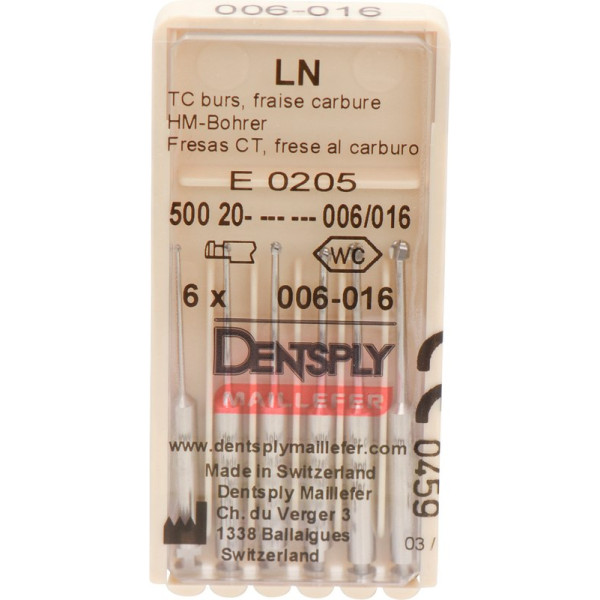 006-016
LN
TC burs, fraise carbure
HM-Bohrer
Fresas CT, frese al carburo
E 0205
500 20- --- --- 006/016
WC
6 x 006-016
DENTSPLY
MAILLEFER
www.dentsplymaillefer.com
Made in Switzerland
Dentsply Maillefer
Ch. du Verger 3
1338 Ballaigues
Switzerland
CE 0459
03 /